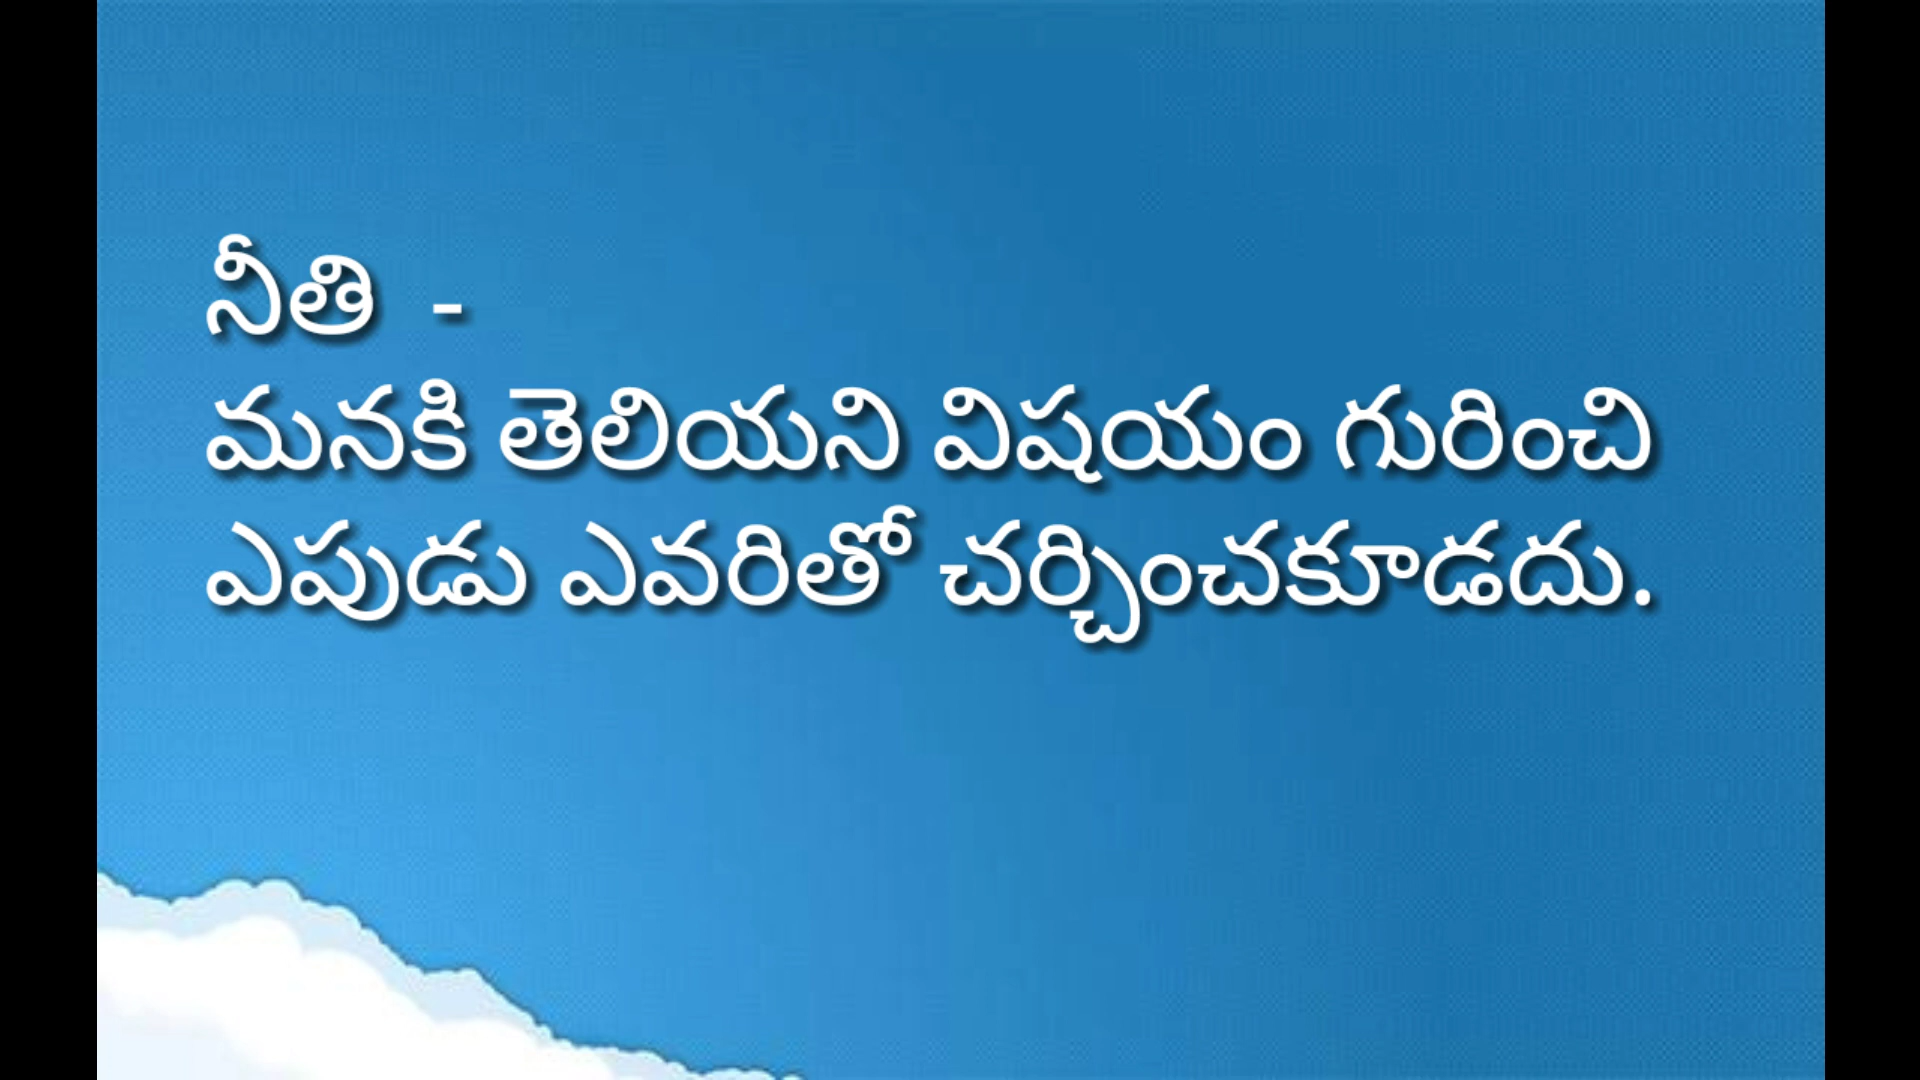 నీతి -
మనకి తెలియని విషయం గురించి
ఎపుడు ఎవరితో చర్చించకూడదు.